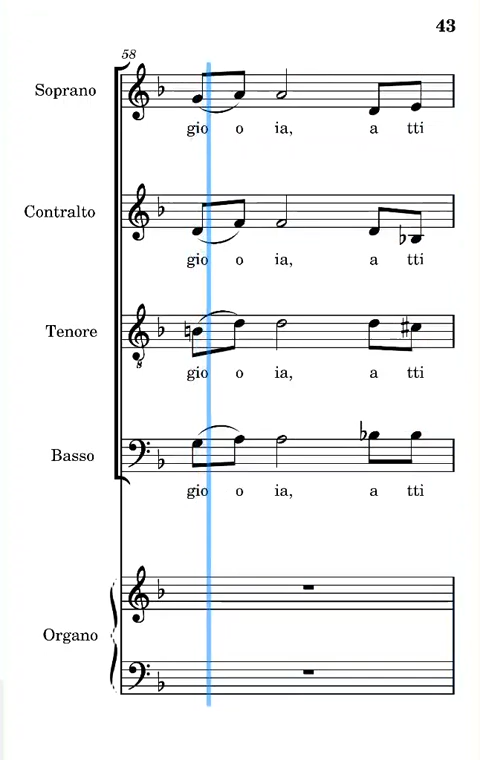 43
58
Soprano
gio o ia, a tti
Contralto
gio o ia, a tti
Tenore
8
gio o ia, a tti
Basso
gio o ia, a tti
Organo